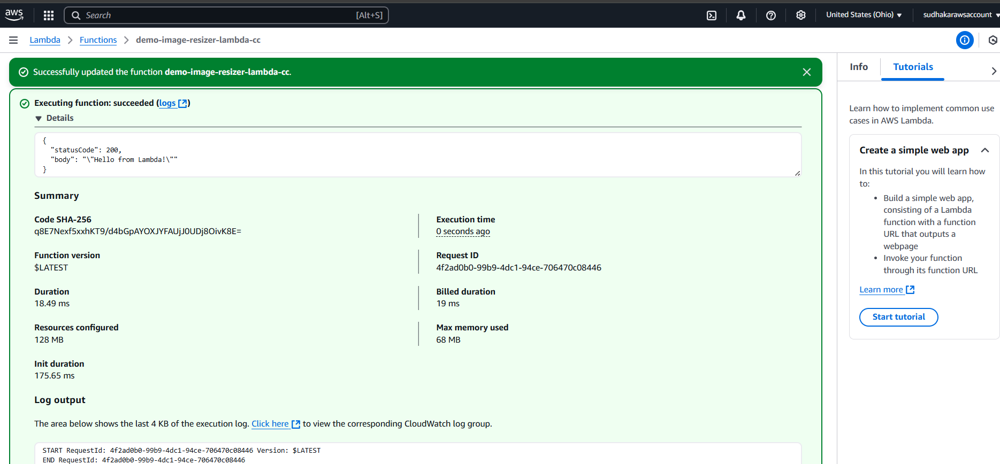 aws
Search [Alt+S]
United States (Ohio)
sudhakarawsaccount
Lambda
Functions
demo-image-resizer-lambda-cc
Successfully updated the function demo-image-resizer-lambda-cc.
Executing function: succeeded (logs)
Details
{
"statusCode": 200,
"body": "\"Hello from Lambda!\""
}
Summary
Code SHA-256
q8E7Nexf5xxhKT9/d4bGpAYOXJYFAUjJ0UDj8OivK8E=
Execution time
0 seconds ago
Function version
$LATEST
Request ID
4f2ad0b0-99b9-4dc1-94ce-706470c08446
Duration
18.49 ms
Billed duration
19 ms
Resources configured
128 MB
Max memory used
68 MB
Init duration
175.65 ms
Log output
The area below shows the last 4 KB of the execution log. Click here to view the corresponding CloudWatch log group.
START RequestId: 4f2ad0b0-99b9-4dc1-94ce-706470c08446 Version: $LATEST
END RequestId: 4f2ad0b0-99b9-4dc1-94ce-706470c08446
Info
Tutorials
Learn how to implement common use
cases in AWS Lambda.
Create a simple web app
In this tutorial you will learn how
to:
• Build a simple web app,
consisting of a Lambda
function with a function
URL that outputs a
webpage
• Invoke your function
through its function URL
Learn more
Start tutorial